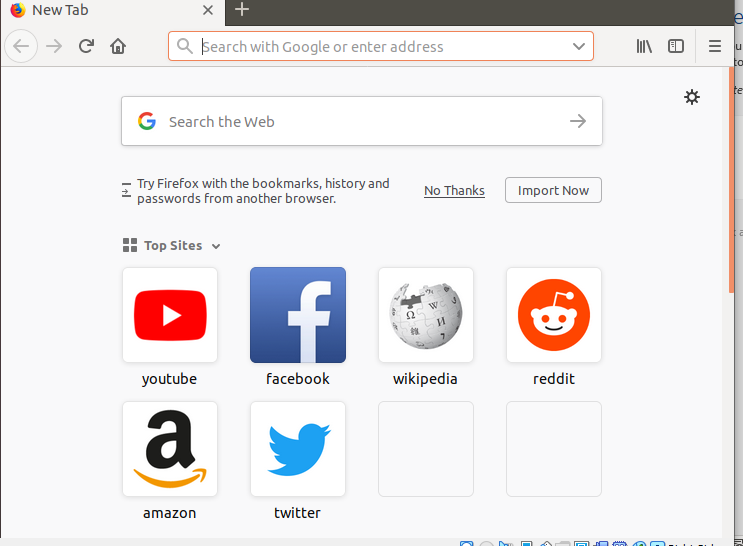 New Tab
Search with Google or enter address
Search the Web
Try Firefox with the bookmarks, history and
passwords from another browser.
No Thanks
Import Now
Top Sites
youtube
facebook
wikipedia
reddit
amazon
twitter